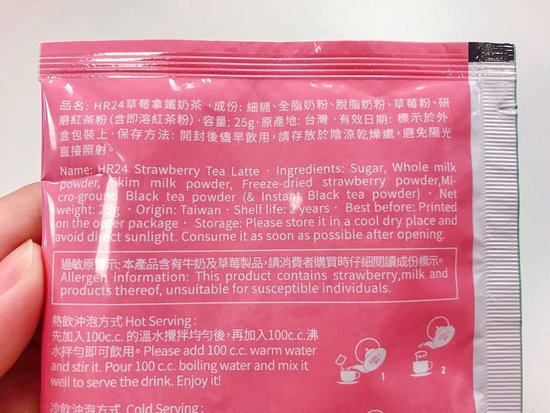 品名: HR24草莓拿鐵奶茶 · 成份: 細糖、全脂奶粉、脫脂奶粉、草莓粉、研
磨紅茶粉(含即溶紅茶粉) · 容量: 25g · 原產地: 台灣 · 有效日期: 標示於外
盒包裝上 · 保存方法: 開封後儘早飲用，請存放於陰涼乾燥處，避免陽光
直接照射。
Name: HR24 Strawberry Tea Latte · Ingredients: Sugar, Whole milk
powder, Skim milk powder, Freeze-dried strawberry powder,Mi-
cro-ground Black tea powder (& Instant Black tea powder) · Net
weight: 25g · Origin: Taiwan · Shelf life: 2 years · Best before: Printed
on the outer package · Storage: Please store it in a cool dry place and
avoid direct sunlight. Consume it as soon as possible after opening.
過敏原警示: 本產品含有牛奶及草莓製品，請消費者購買時仔細閱讀成份標示。
Allergen information: This product contains strawberry,milk and
products thereof, unsuitable for susceptible individuals.
熱飲沖泡方式 Hot Serving :
先加入100c.c. 的溫水攪拌均勻後，再加入100c.c.沸
水拌勻即可飲用。Please add 100 c.c. warm water
and stir it. Pour 100 c.c. boiling water and mix it
well to serve the drink. Enjoy it!
1
2
冷飲沖泡方式 Cold Serving :